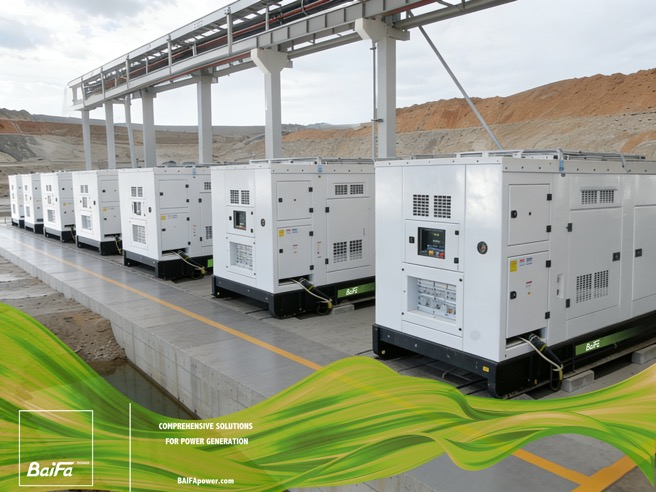 BaiFa
BaiFa
COMPREHENSIVE SOLUTIONS
FOR POWER GENERATION
BaiFa
BAIFApower.com